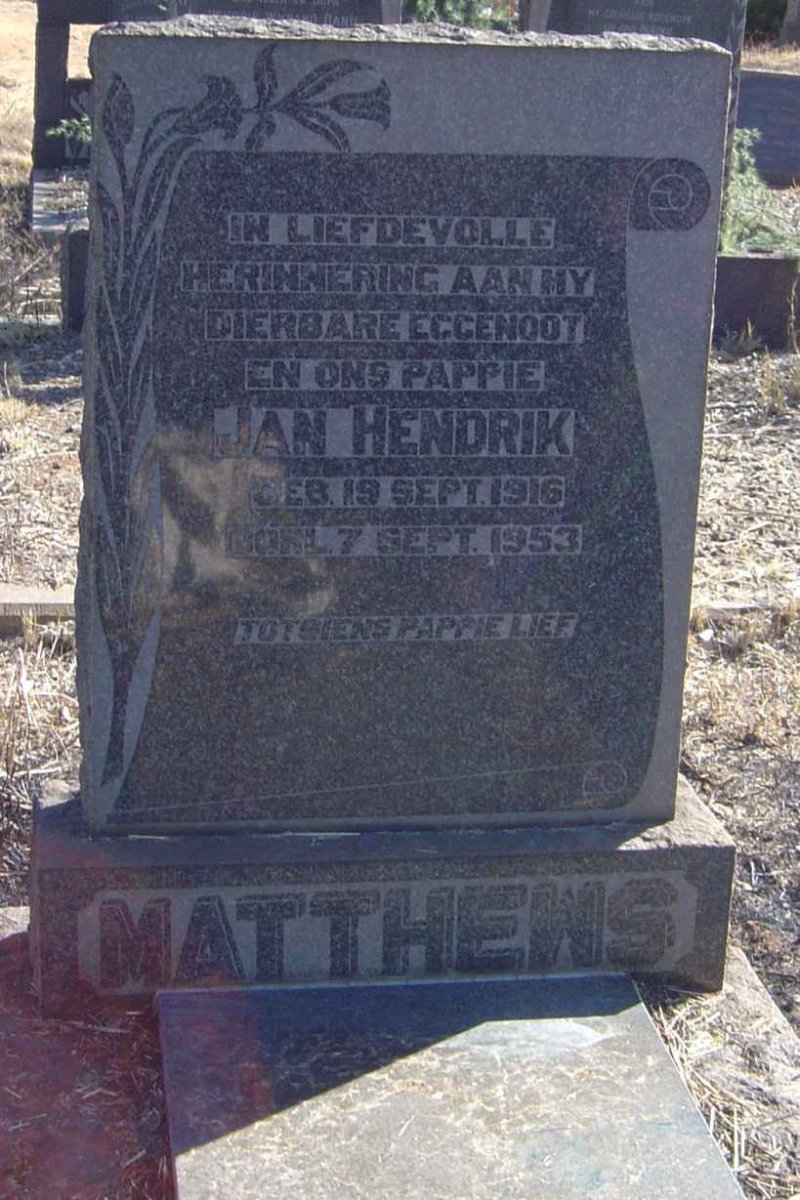 IN LIEFDEVOLLE
HERINNERING AAN MY
DIERBARE EGGENOOT
EN ONS PAPPIE
JAN HENDRIK
GEB. 19 SEPT. 1916
OORL. 7 SEPT. 1953
TOTSIENS PAPPIE LIEF
MATTHEWS